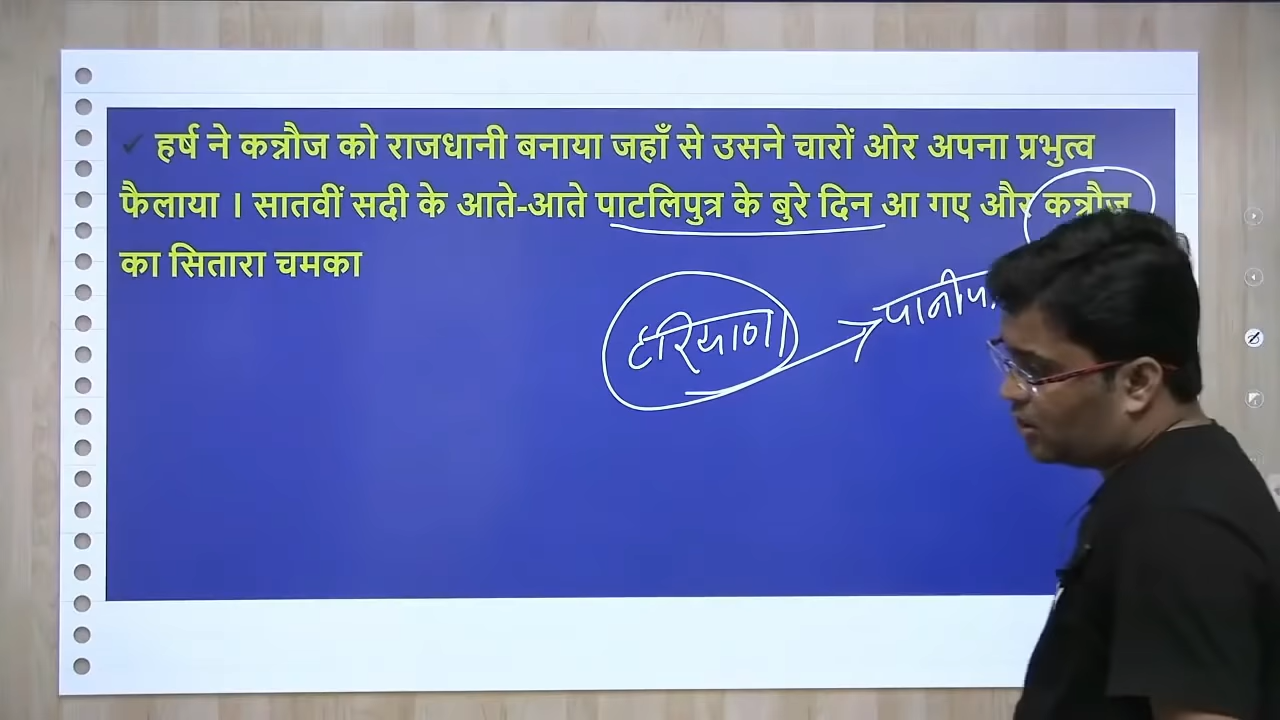 ✓ हर्ष ने कन्नौज को राजधानी बनाया जहाँ से उसने चारों ओर अपना प्रभुत्व
फैलाया । सातवीं सदी के आते-आते पाटलिपुत्र के बुरे दिन आ गए और कन्नौज
का सितारा चमका
हरियाणा